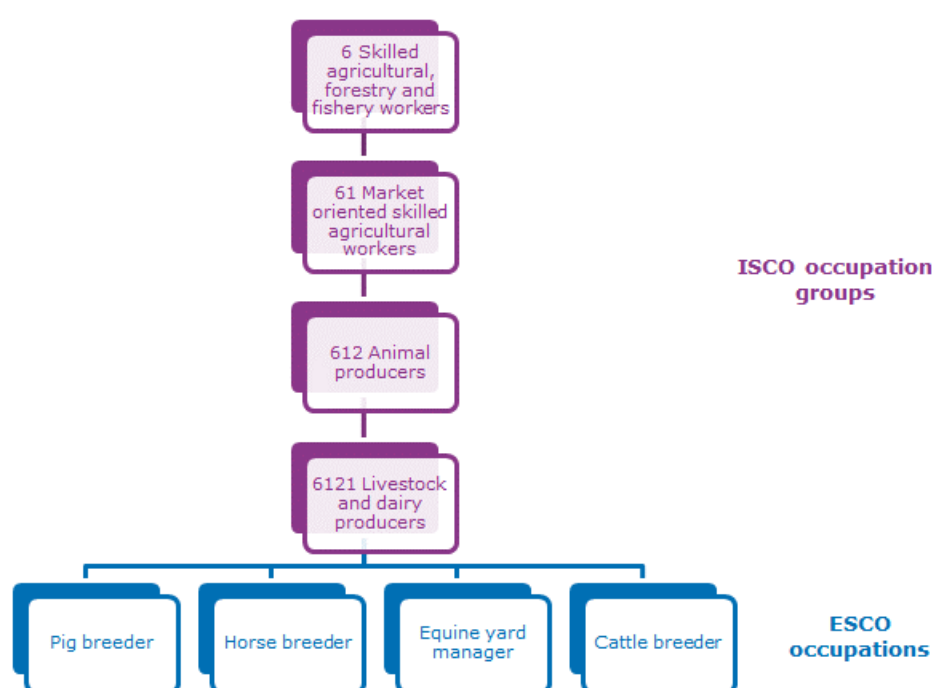 6 Skilled
agricultural,
forestry and
fishery workers
61 Market
oriented skilled
agricultural
workers
ISCO occupation
groups
612 Animal
producers
6121 Livestock
and dairy
producers
Pig breeder
Horse breeder
Equine yard
manager
Cattle breeder
ESCO
occupations